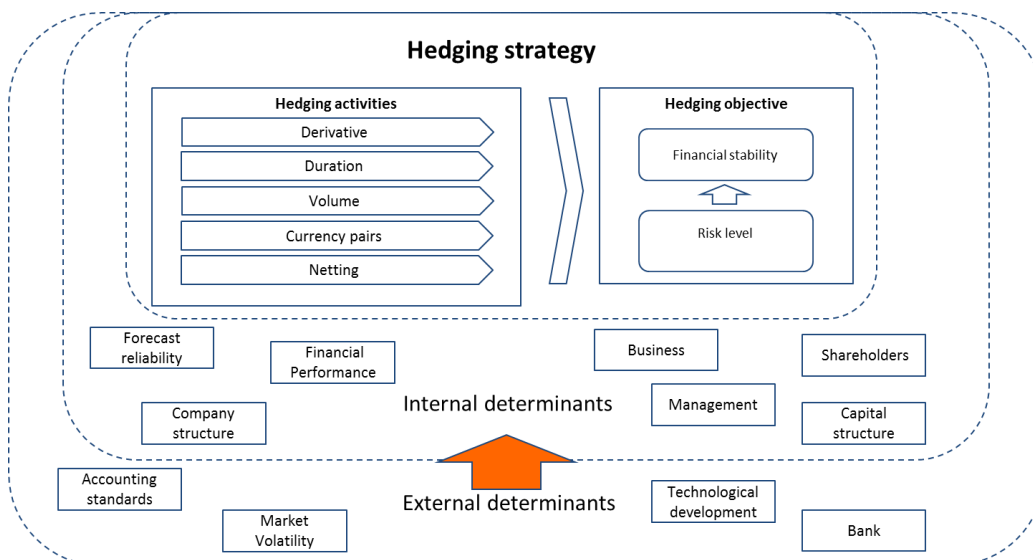 Hedging strategy
Hedging activities
Derivative
Duration
Volume
Currency pairs
Netting
Hedging objective
Financial stability
Risk level
Forecast
reliability
Financial
Performance
Business
Shareholders
Company
structure
Internal determinants
Management
Capital
structure
Accounting
standards
Market
Volatility
External determinants
Technological
development
Bank